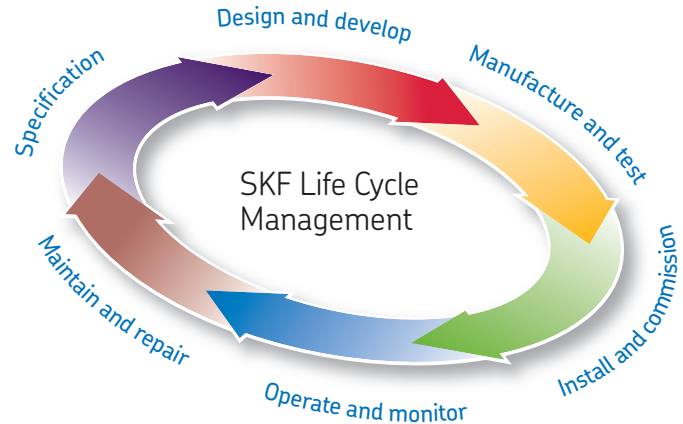 Design and develop
Manufacture and test
Specification
SKF Life Cycle
Management
Install and commission
Maintain and repair
Operate and monitor